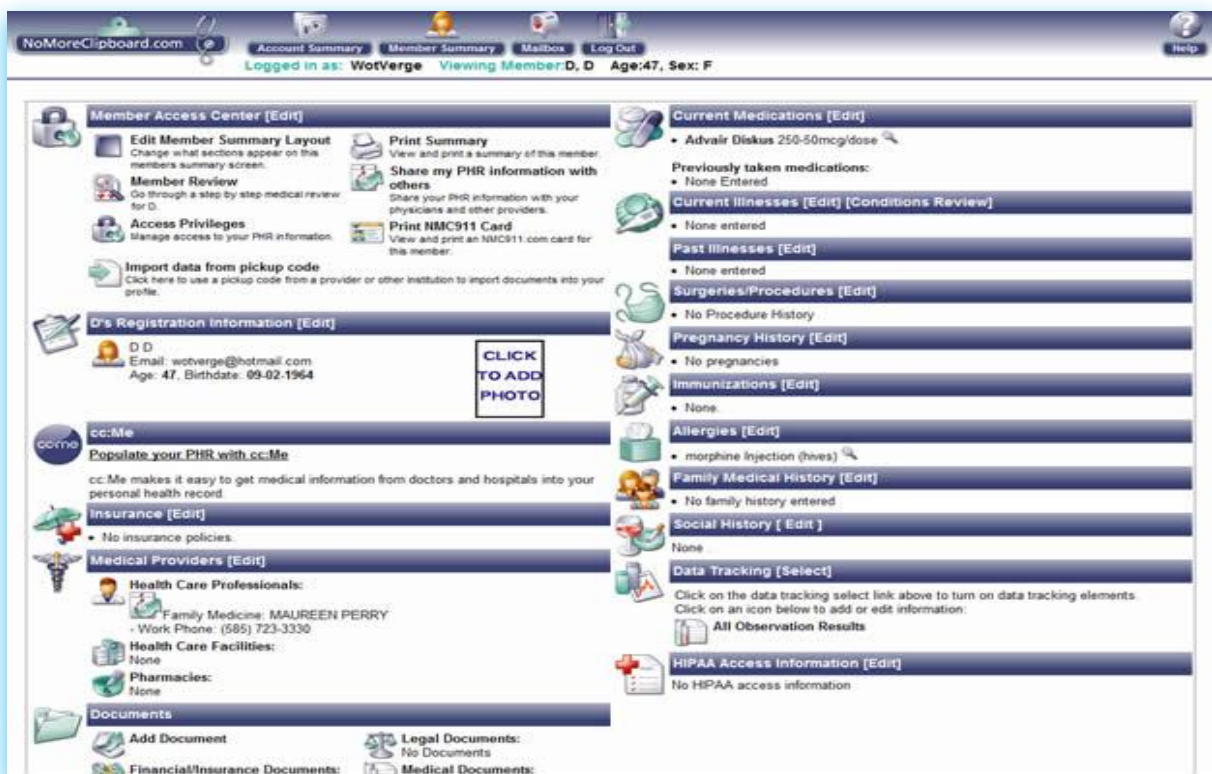 NoMoreClipboard.com
Account Summary
Member Summary
Mailbox
Log Out
Help
Logged in as: WotVerge Viewing Member:D, D Age:47, Sex: F
Member Access Center [Edit]
Edit Member Summary Layout
Change what sections appear on this
members summary screen.
Member Review
Go through a step by step medical review
for D.
Access Privileges
Manage access to your PHR information.
Print Summary
View and print a summary of this member.
Share my PHR information with
others
Share your PHR information with your
physicians and other providers.
Print NMC911 Card
View and print an NMC911.com card for
this member.
Import data from pickup code
Click here to use a pickup code from a provider or other institution to import documents into your
profile.
D's Registration Information [Edit]
D D
Email: wotverge@hotmail.com
Age: 47, Birthdate: 09-02-1964
CLICK
TO ADD
PHOTO
cc:Me
cc:me
Populate your PHR with cc:Me
cc:Me makes it easy to get medical information from doctors and hospitals into your
personal health record.
Insurance [Edit]
• No insurance policies.
Medical Providers [Edit]
Health Care Professionals:
Family Medicine: MAUREEN PERRY
- Work Phone: (585) 723-3330
Health Care Facilities:
None
Pharmacies:
None
Documents
Add Document
Legal Documents:
No Documents
Financial/Insurance Documents:
Medical Documents:
Current Medications [Edit]
• Advair Diskus 250-50mcg/dose
Previously taken medications:
• None Entered
Current Illnesses [Edit] [Conditions Review]
• None entered
Past Illnesses [Edit]
• None entered
Surgeries/Procedures [Edit]
• No Procedure History
Pregnancy History [Edit]
• No pregnancies
Immunizations [Edit]
• None.
Allergies [Edit]
• morphine Injection (hives)
Family Medical History [Edit]
• No family history entered
Social History [ Edit ]
None
Data Tracking [Select]
Click on the data tracking select link above to turn on data tracking elements.
Click on an icon below to add or edit information:
All Observation Results
HIPAA Access Information [Edit]
No HIPAA access information